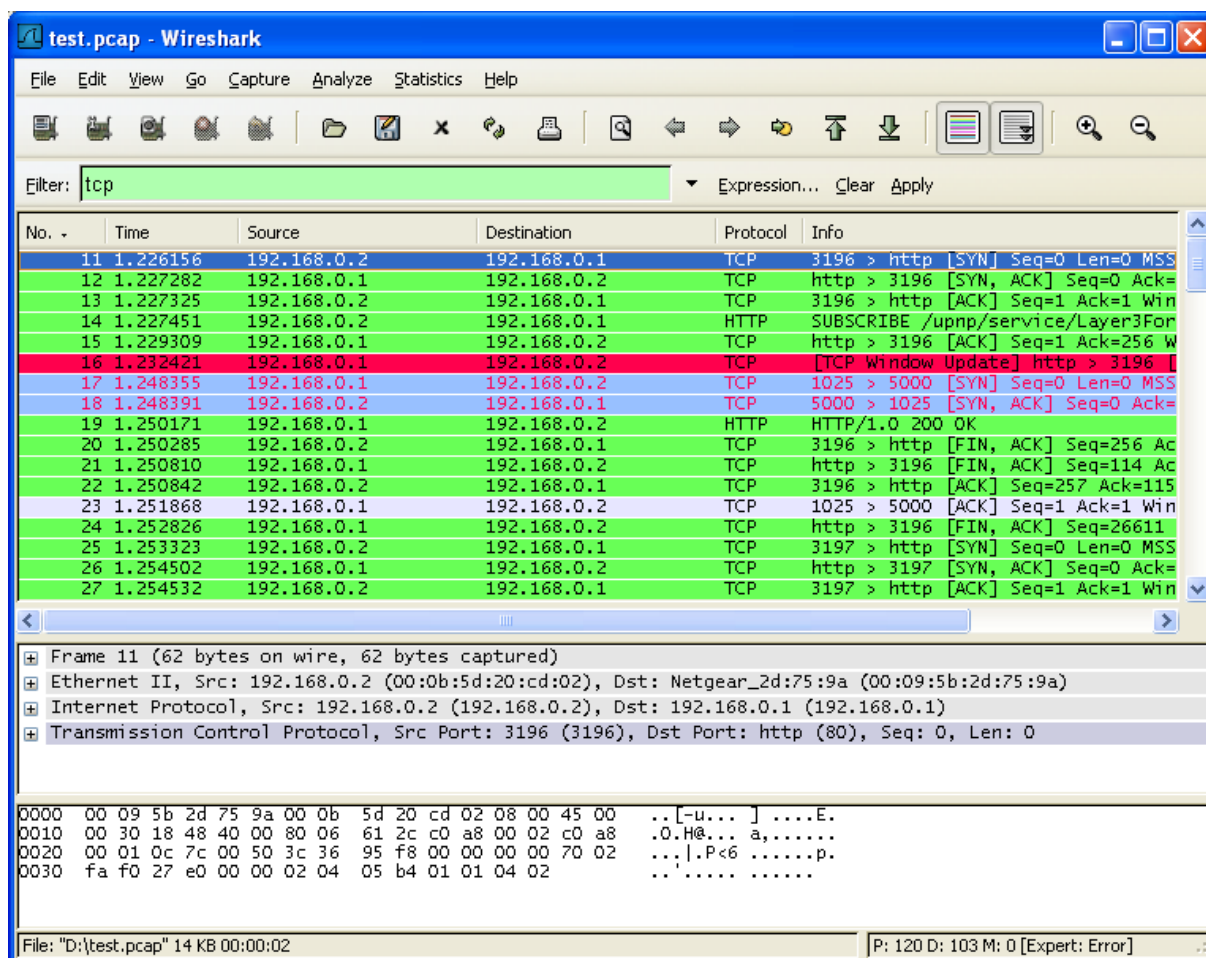 test.pcap - Wireshark
File Edit View Go Capture Analyze Statistics Help
Filter: tcp Expression... Clear Apply
No. Time Source Destination Protocol Info
11 1.226156 192.168.0.2 192.168.0.1 TCP 3196 > http [SYN] Seq=0 Len=0 MSS
12 1.227282 192.168.0.1 192.168.0.2 TCP http > 3196 [SYN, ACK] Seq=0 Ack=
13 1.227325 192.168.0.2 192.168.0.1 TCP 3196 > http [ACK] Seq=1 Ack=1 Win
14 1.227451 192.168.0.2 192.168.0.1 HTTP SUBSCRIBE /upnp/service/Layer3For
15 1.229309 192.168.0.1 192.168.0.2 TCP http > 3196 [ACK] Seq=1 Ack=256 W
16 1.232421 192.168.0.1 192.168.0.2 TCP [TCP Window Update] http > 3196 [
17 1.248355 192.168.0.1 192.168.0.2 TCP 1025 > 5000 [SYN] Seq=0 Len=0 MSS
18 1.248391 192.168.0.2 192.168.0.1 TCP 5000 > 1025 [SYN, ACK] Seq=0 Ack=
19 1.250171 192.168.0.1 192.168.0.2 HTTP HTTP/1.0 200 OK
20 1.250285 192.168.0.2 192.168.0.1 TCP 3196 > http [FIN, ACK] Seq=256 Ac
21 1.250810 192.168.0.1 192.168.0.2 TCP http > 3196 [FIN, ACK] Seq=114 Ac
22 1.250842 192.168.0.2 192.168.0.1 TCP 3196 > http [ACK] Seq=257 Ack=115
23 1.251868 192.168.0.1 192.168.0.2 TCP 1025 > 5000 [ACK] Seq=1 Ack=1 Win
24 1.252826 192.168.0.1 192.168.0.2 TCP http > 3196 [FIN, ACK] Seq=26611
25 1.253323 192.168.0.2 192.168.0.1 TCP 3197 > http [SYN] Seq=0 Len=0 MSS
26 1.254502 192.168.0.1 192.168.0.2 TCP http > 3197 [SYN, ACK] Seq=0 Ack=
27 1.254532 192.168.0.2 192.168.0.1 TCP 3197 > http [ACK] Seq=1 Ack=1 Win
Frame 11 (62 bytes on wire, 62 bytes captured)
Ethernet II, Src: 192.168.0.2 (00:0b:5d:20:cd:02), Dst: Netgear_2d:75:9a (00:09:5b:2d:75:9a)
Internet Protocol, Src: 192.168.0.2 (192.168.0.2), Dst: 192.168.0.1 (192.168.0.1)
Transmission Control Protocol, Src Port: 3196 (3196), Dst Port: http (80), Seq: 0, Len: 0
0000 00 09 5b 2d 75 9a 00 0b 5d 20 cd 02 08 00 45 00 ..[-u... ] ....E.
0010 00 30 18 48 40 00 80 06 61 2c c0 a8 00 02 c0 a8 .0.H@... a,......
0020 00 01 0c 7c 00 50 3c 36 95 f8 00 00 00 00 70 02 ...|.P<6 ......p.
0030 fa f0 27 e0 00 00 02 04 05 b4 01 01 04 02 ..'..... ......
File: "D:\test.pcap" 14 KB 00:00:02 P: 120 D: 103 M: 0 [Expert: Error]